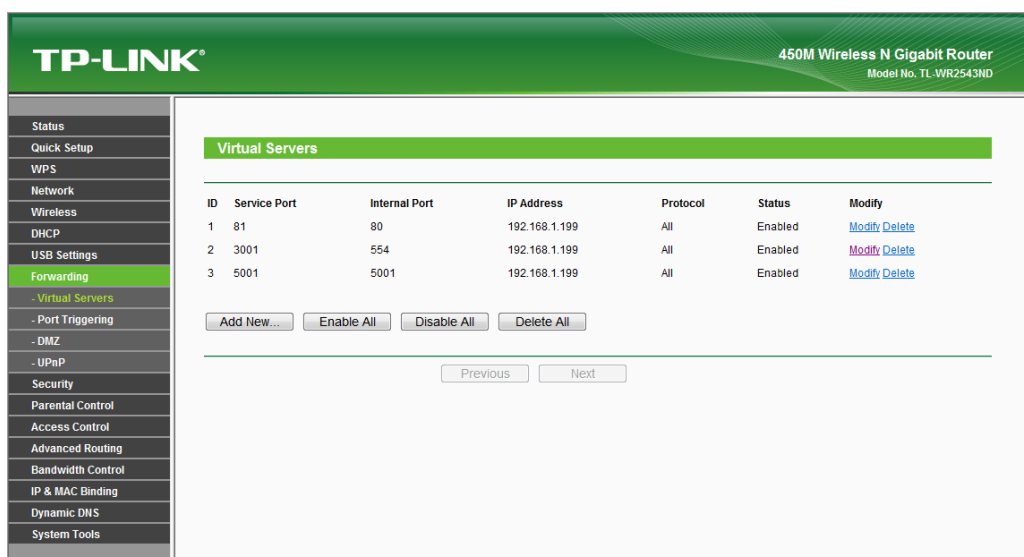 TP-LINK®
450M Wireless N Gigabit Router
Model No. TL-WR2543ND
Status
Quick Setup
WPS
Network
Wireless
DHCP
USB Settings
Forwarding
- Virtual Servers
- Port Triggering
- DMZ
- UPnP
Security
Parental Control
Access Control
Advanced Routing
Bandwidth Control
IP & MAC Binding
Dynamic DNS
System Tools
Virtual Servers
ID Service Port Internal Port IP Address Protocol Status Modify
1 81 80 192.168.1.199 All Enabled Modify Delete
2 3001 554 192.168.1.199 All Enabled Modify Delete
3 5001 5001 192.168.1.199 All Enabled Modify Delete
Add New... Enable All Disable All Delete All
Previous Next